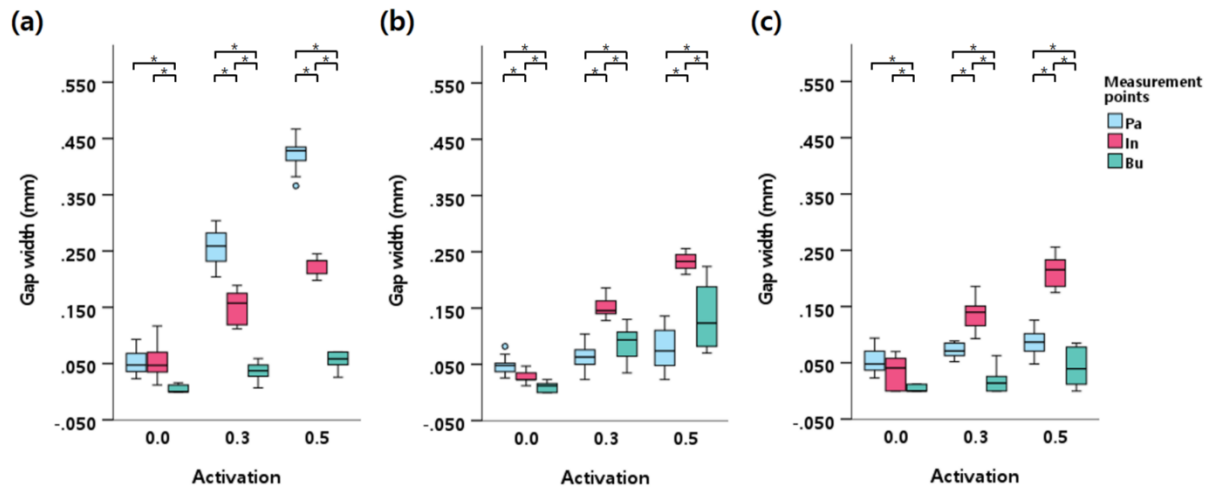 (a)
* * *
* * * * * *
Gap width (mm)
.550
.450
.350
.250
.150
.050
-.050
0.0 0.3 0.5
Activation
(b)
* * *
* * * * * *
Gap width (mm)
.550
.450
.350
.250
.150
.050
-.050
0.0 0.3 0.5
Activation
(c)
* * *
* * * * *
Gap width (mm)
.550
.450
.350
.250
.150
.050
-.050
0.0 0.3 0.5
Activation
Measurement
points
Pa
In
Bu